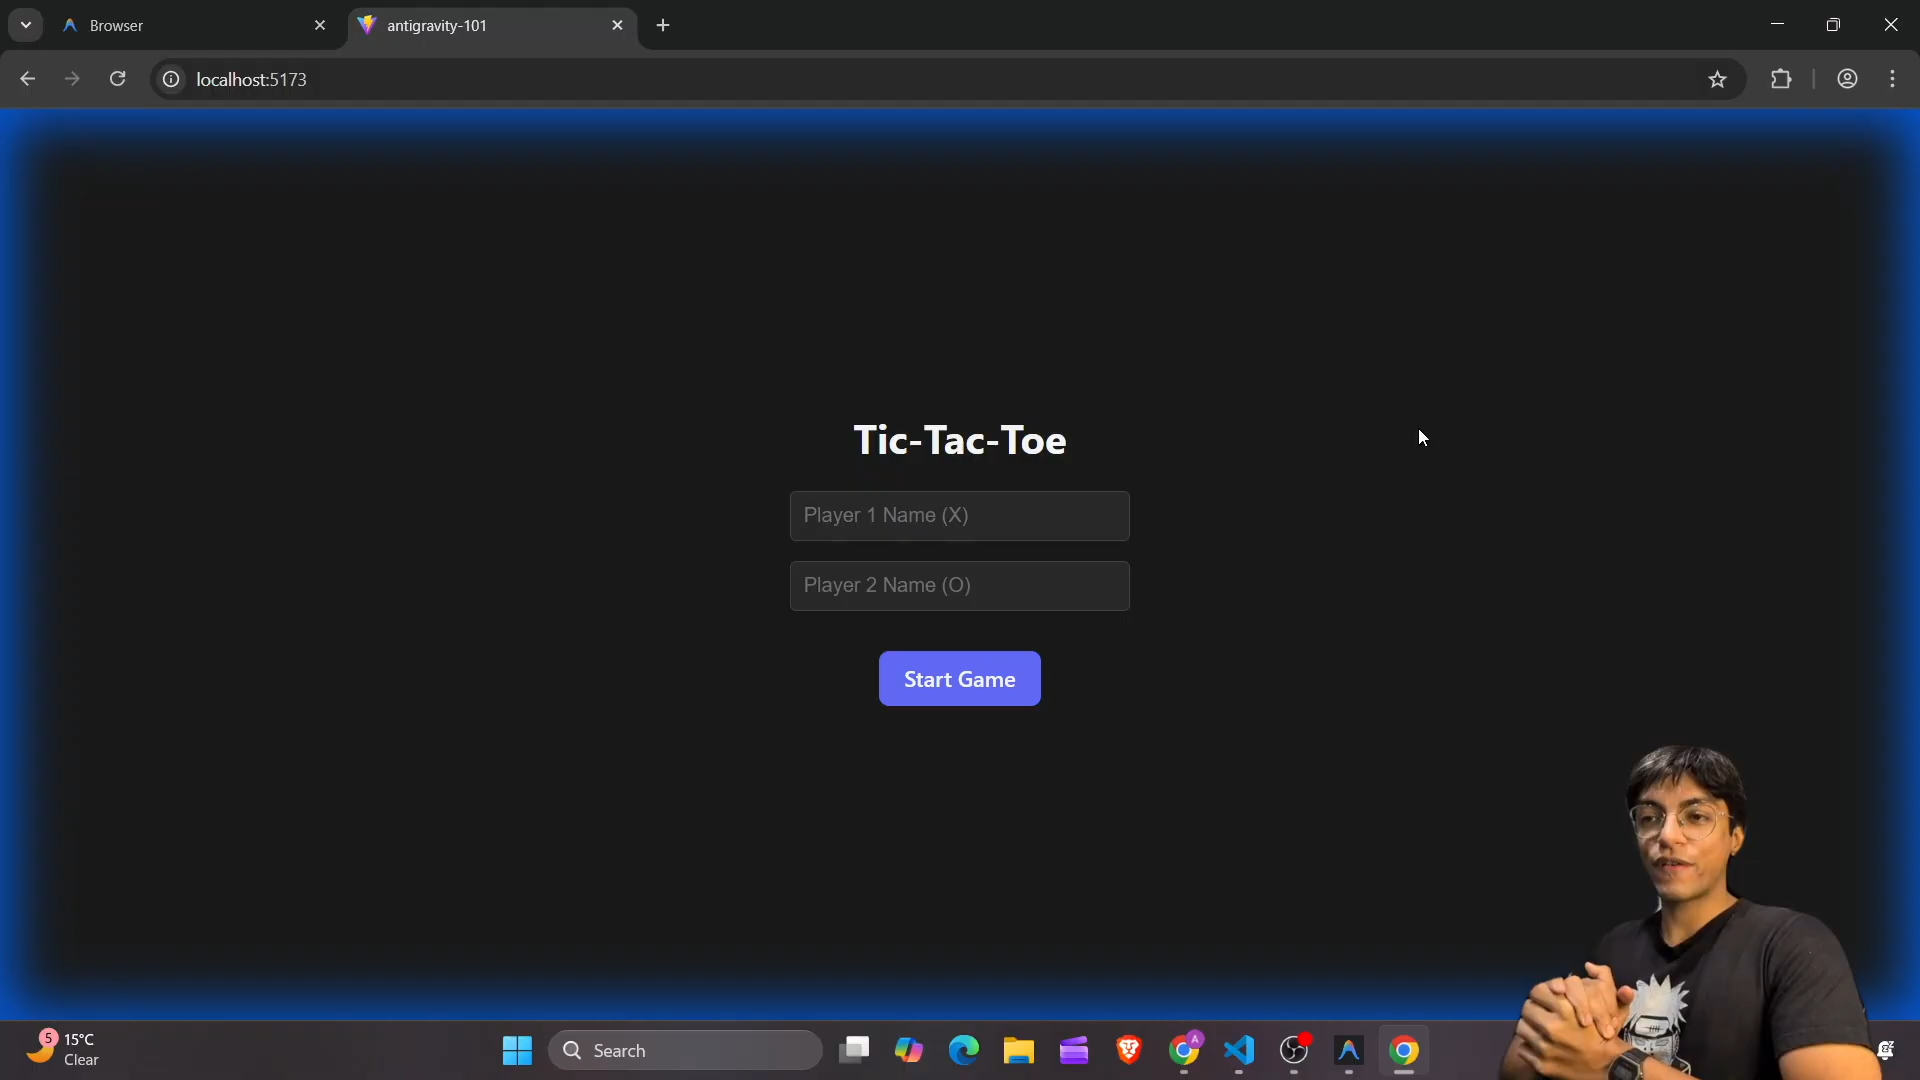 Browser
antigravity-101
localhost:5173
Tic-Tac-Toe
Player 1 Name (X)
Player 2 Name (O)
Start Game
5
15°C
Clear
Search
A